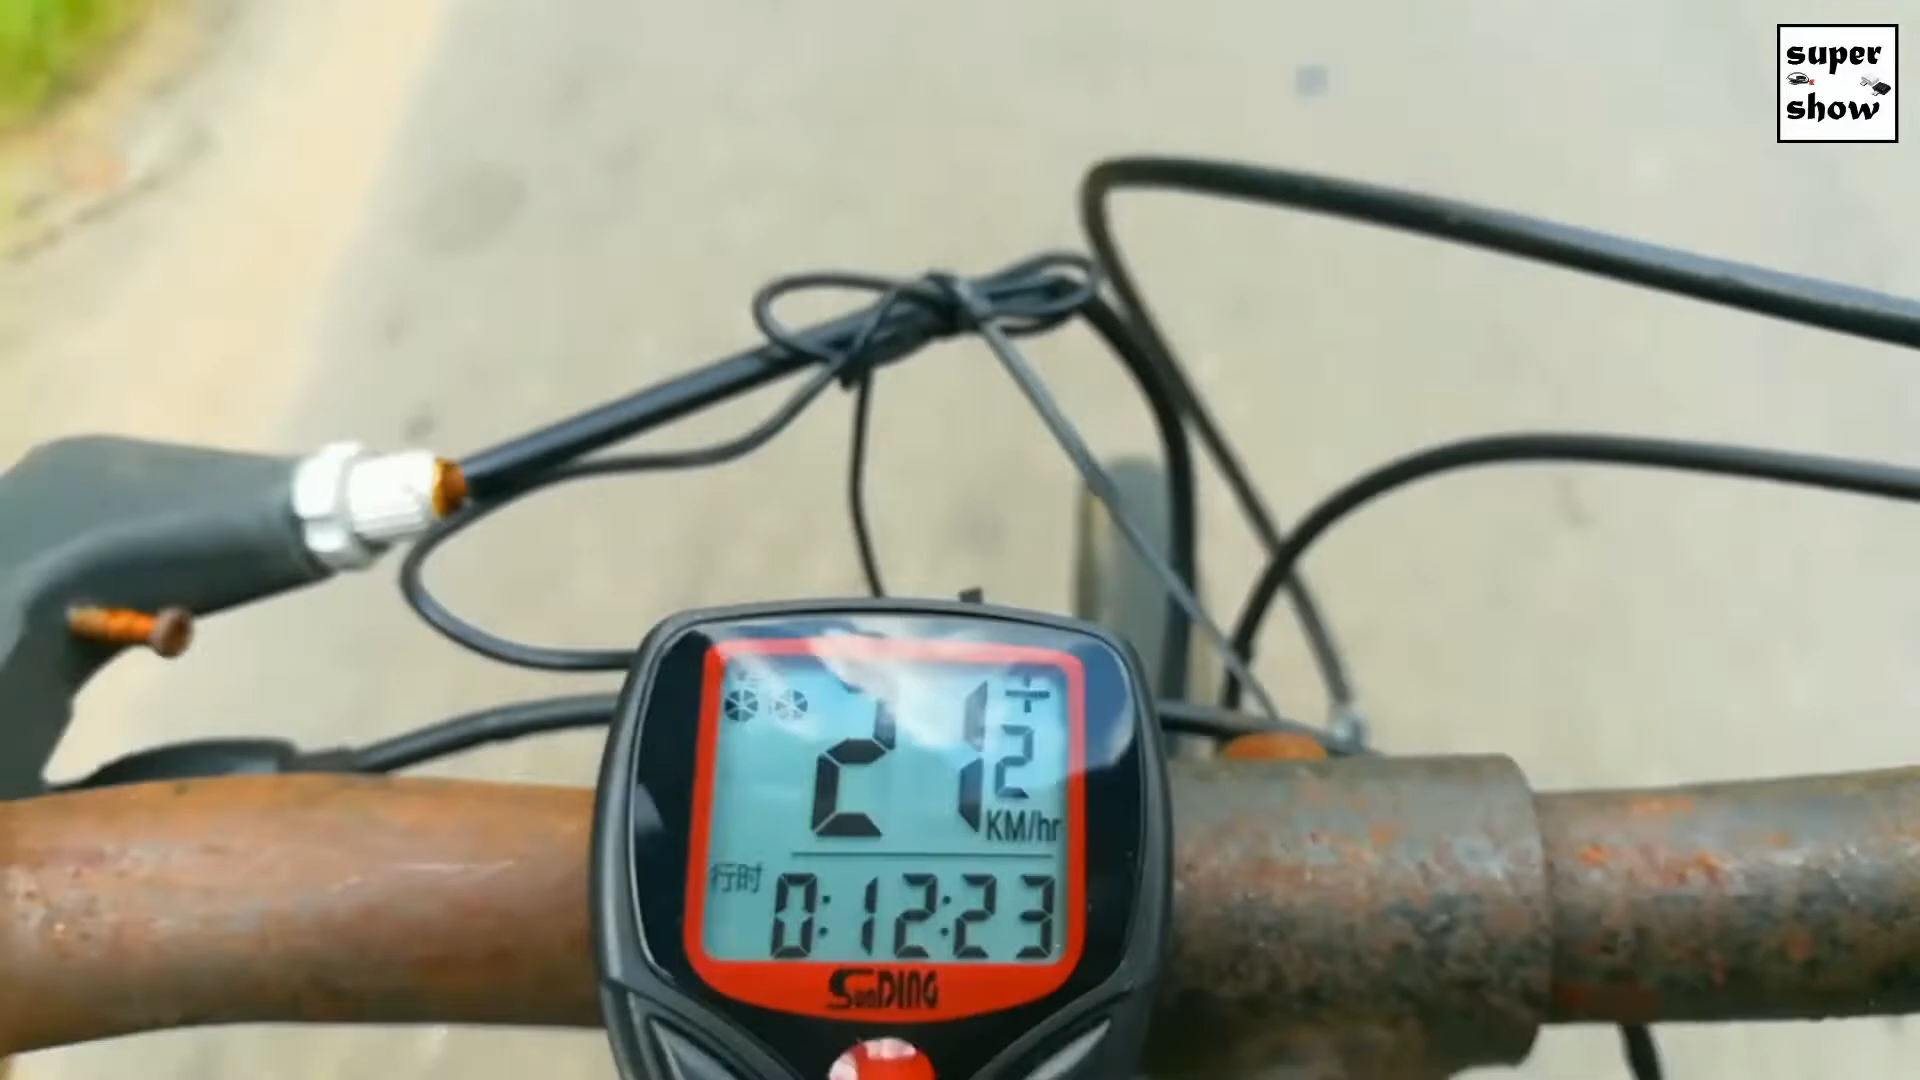 super
show
21
+
2
KM/hr
行时
0:12:23
SunDING